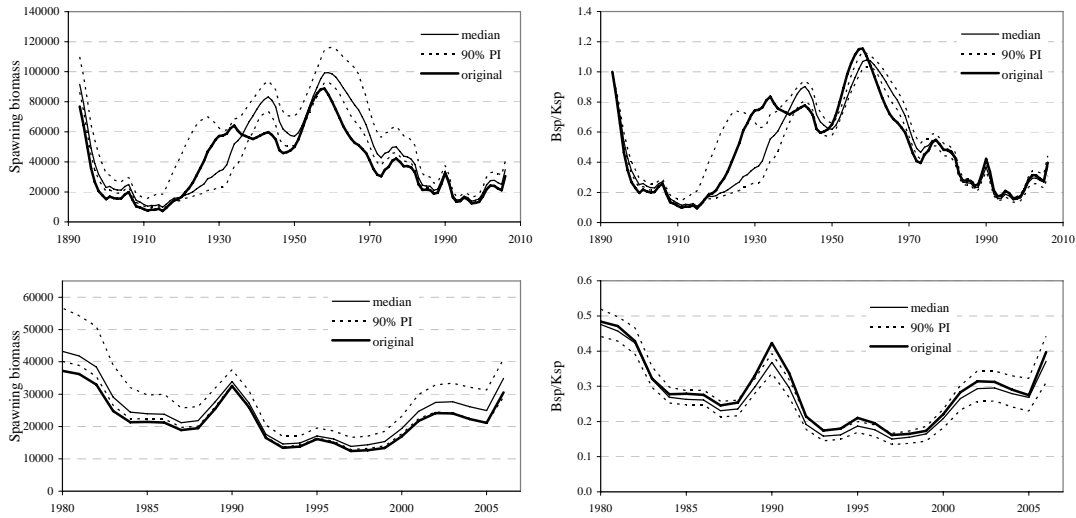 Spawning biomass
140000
120000
100000
80000
60000
40000
20000
0
1890 1910 1930 1950 1970 1990 2010
median
90% PI
original
Bsp/Ksp
1.4
1.2
1.0
0.8
0.6
0.4
0.2
0.0
1890 1910 1930 1950 1970 1990 2010
median
90% PI
original
Spawning biomass
60000
50000
40000
30000
20000
10000
0
1980 1985 1990 1995 2000 2005
median
90% PI
original
Bsp/Ksp
0.6
0.5
0.4
0.3
0.2
0.1
0.0
1980 1985 1990 1995 2000 2005
median
90% PI
original